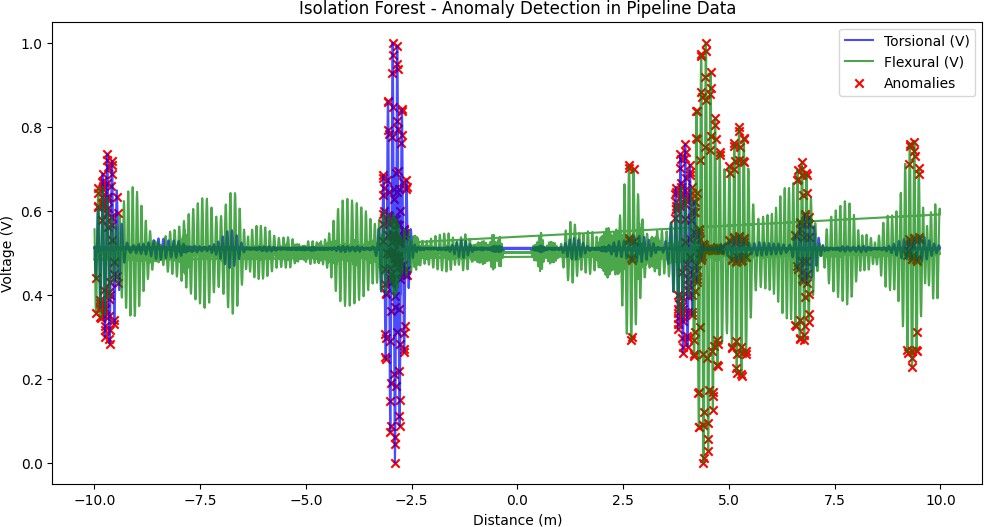 Isolation Forest - Anomaly Detection in Pipeline Data
Torsional (V)
Flexural (V)
Anomalies
Voltage (V)
1.0
0.8
0.6
0.4
0.2
0.0
−10.0 −7.5 −5.0 −2.5 0.0 2.5 5.0 7.5 10.0
Distance (m)